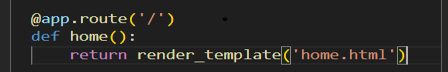 @app.route('/')
def home():
    return render_template('home.html')